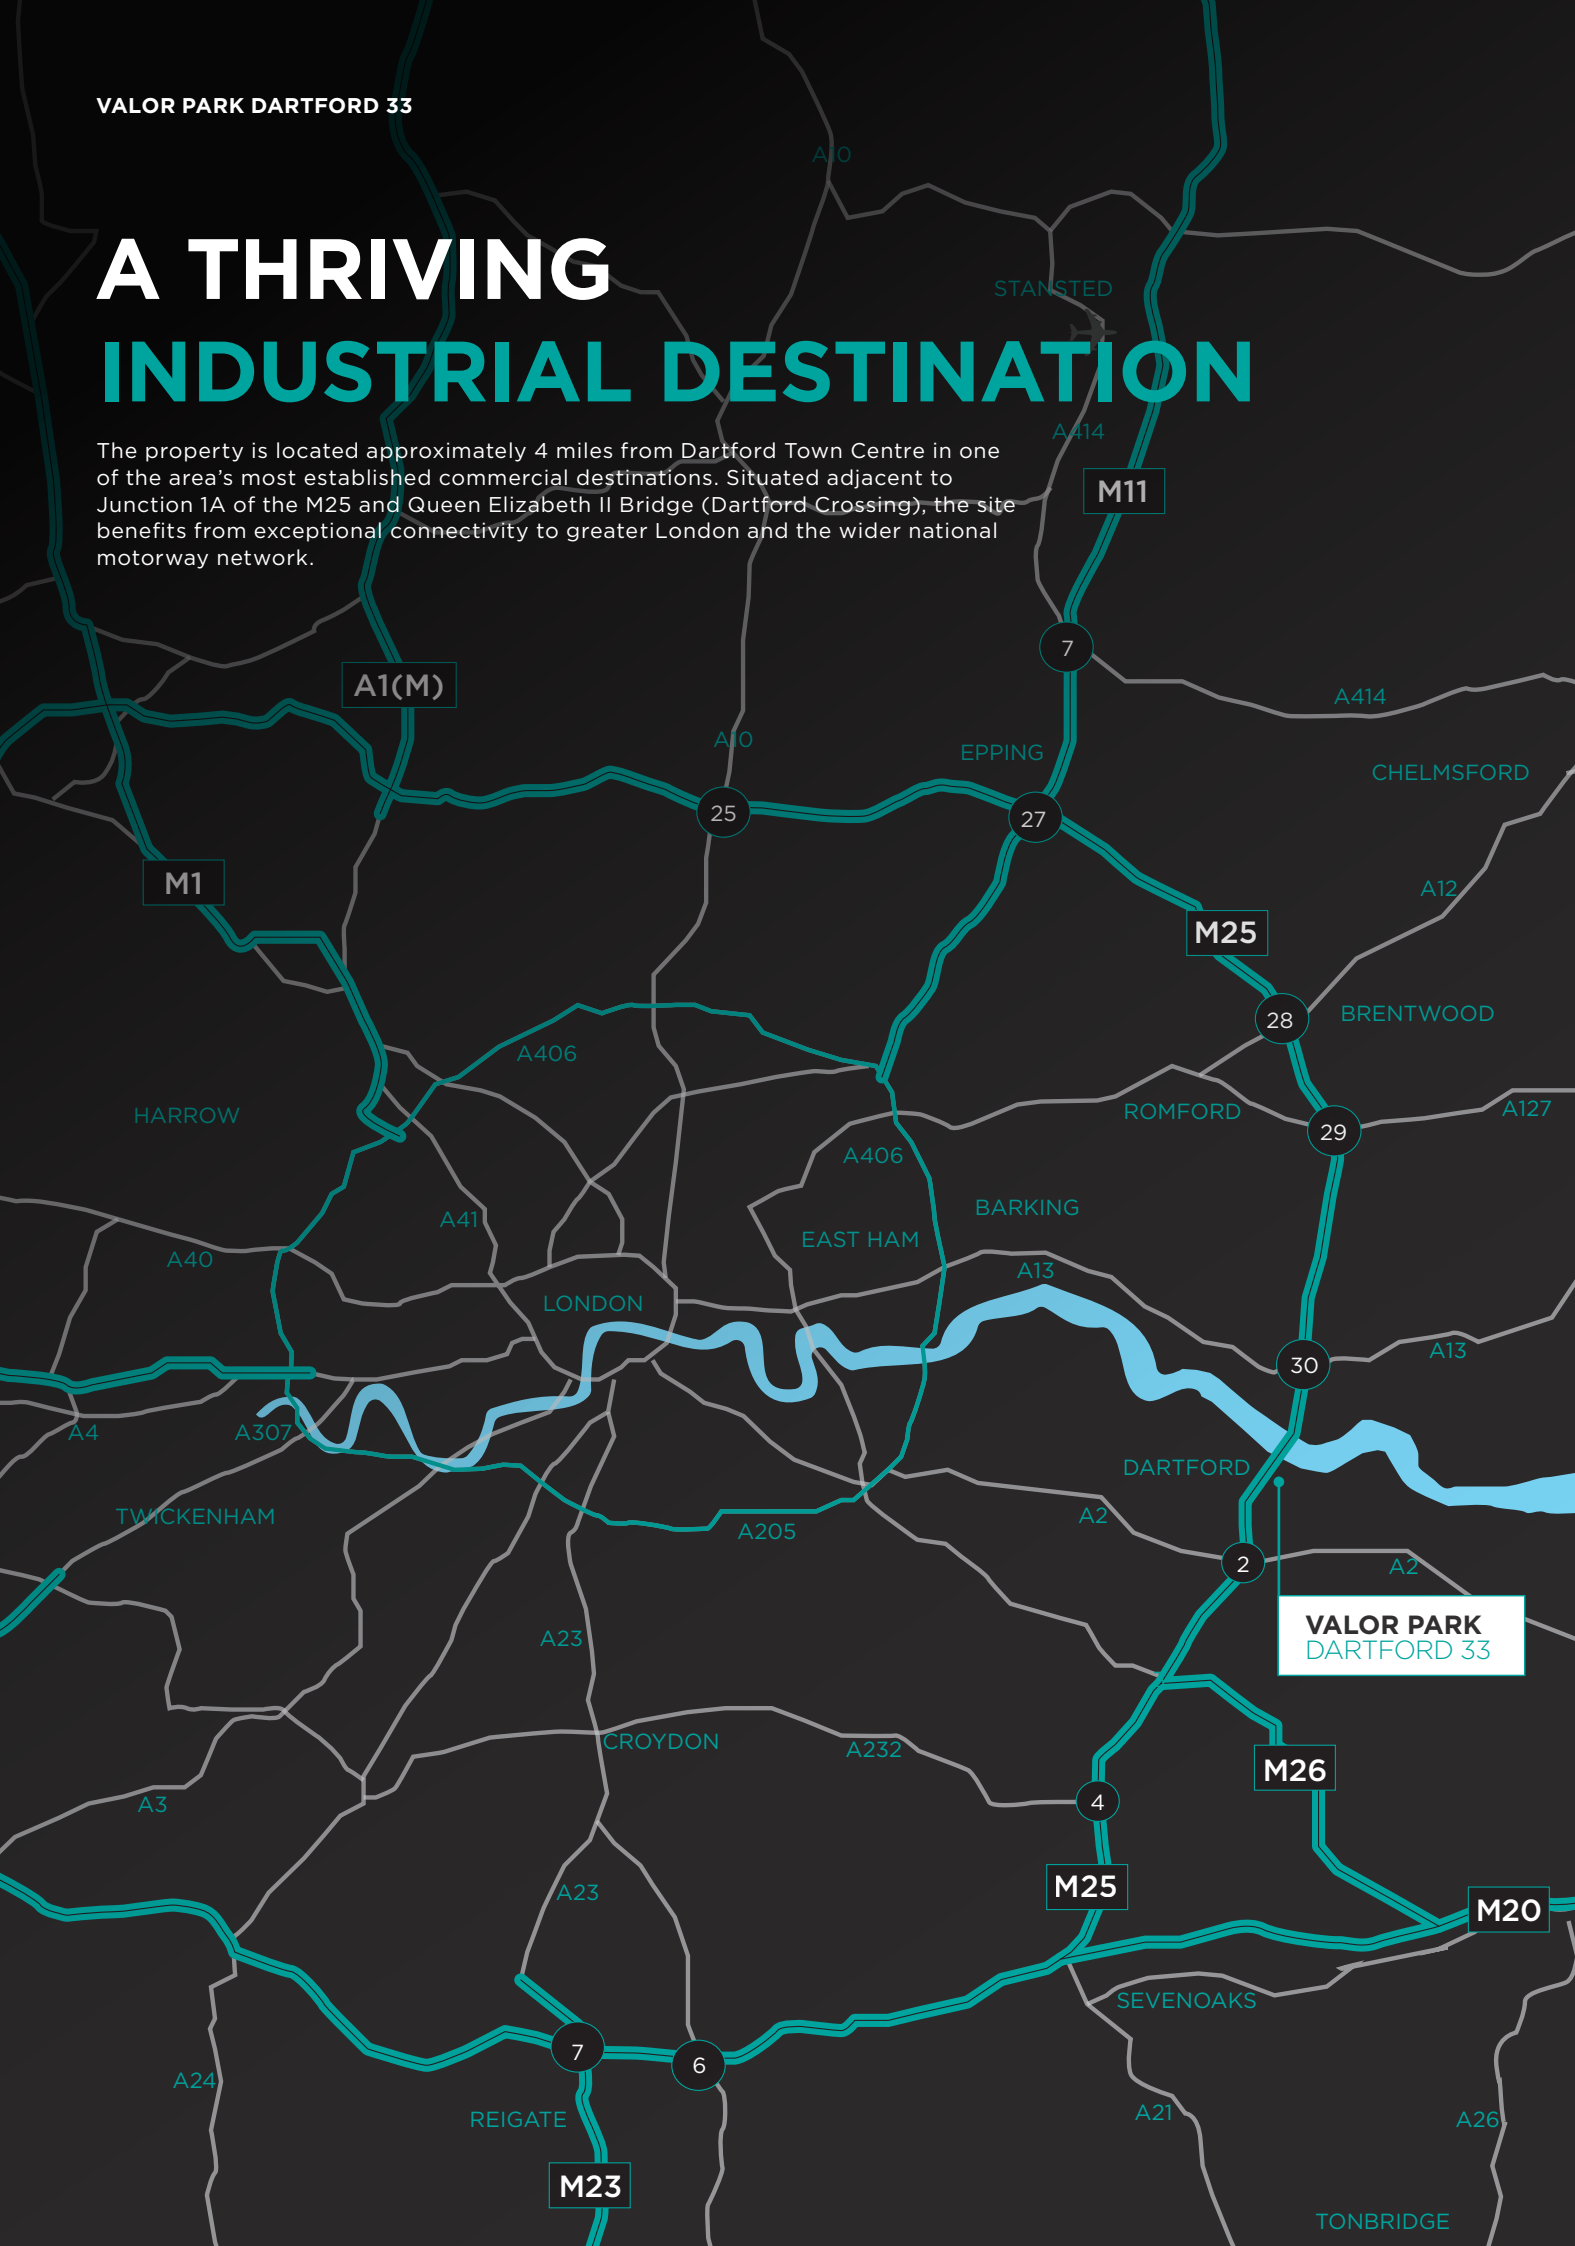 VALOR PARK DARTFORD 33
A10
A THRIVING
STANSTED
INDUSTRIAL DESTINATION
A414
The property is located approximately 4 miles from Dartford Town Centre in one
of the area's most established commercial destinations. Situated adjacent to
Junction 1A of the M25 and Queen Elizabeth II Bridge (Dartford Crossing), the site
benefits from exceptional connectivity to greater London and the wider national
motorway network.
M11
7
A1(M)
A414
A10
EPPING
CHELMSFORD
25
27
M1
A12
M25
28
BRENTWOOD
A406
HARROW
ROMFORD
A127
29
A406
BARKING
A41
EAST HAM
A40
A13
LONDON
A13
30
A4
A307
DARTFORD
TWICKENHAM
A2
A205
2
A2
VALOR PARK
DARTFORD 33
A23
CROYDON
A232
M26
A3
4
M25
A23
M20
SEVENOAKS
7
6
A24
A21
REIGATE
A26
M23
TONBRIDGE